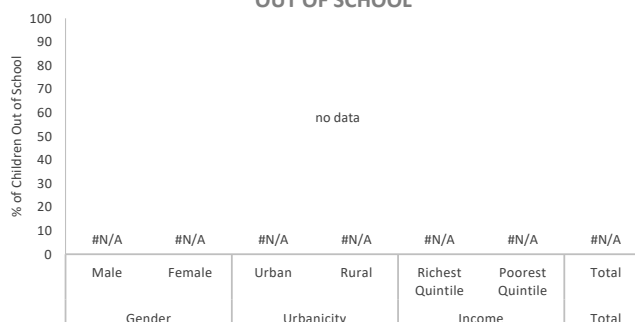 OUT OF SCHOOL
% of Children Out of School
100
90
80
70
60
50
40
30
20
10
0
no data
#N/A #N/A #N/A #N/A #N/A #N/A #N/A
Male Female Urban Rural Richest Quintile Poorest Quintile Total
Gender Urbanicity Income Total